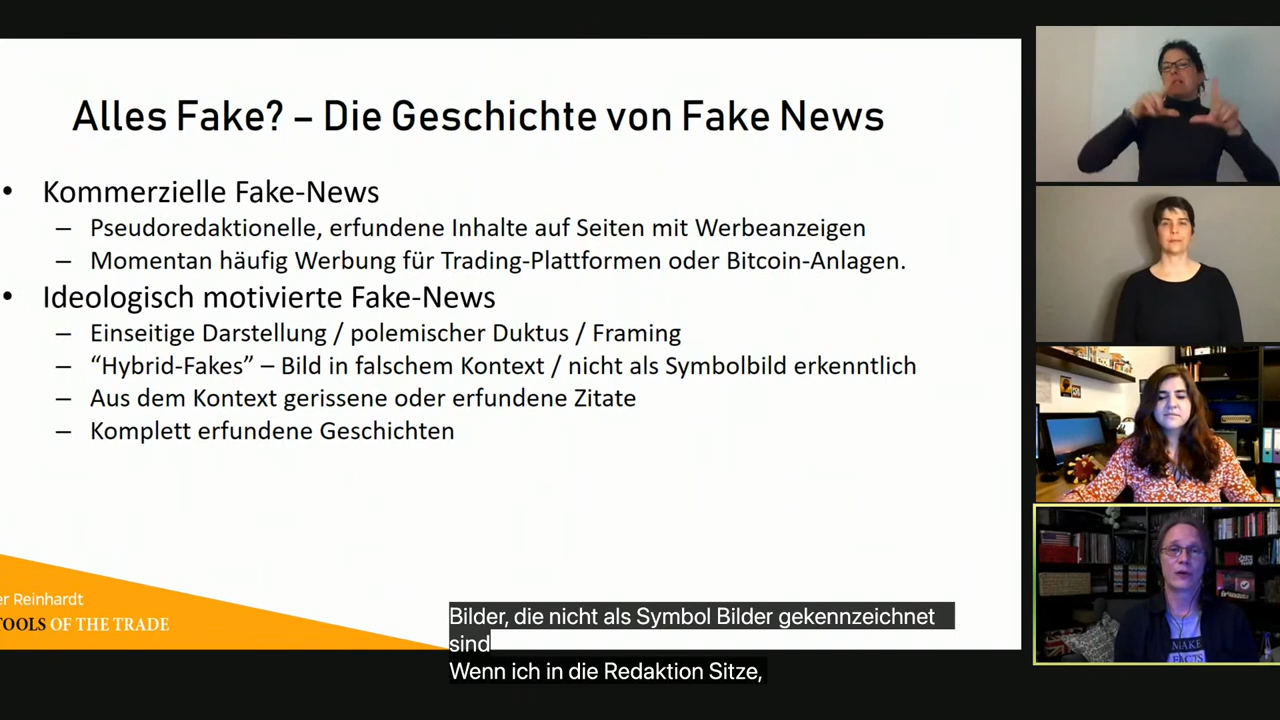 Alles Fake? – Die Geschichte von Fake News
• Kommerzielle Fake-News
– Pseudoredaktionelle, erfundene Inhalte auf Seiten mit Werbeanzeigen
– Momentan häufig Werbung für Trading-Plattformen oder Bitcoin-Anlagen.
• Ideologisch motivierte Fake-News
– Einseitige Darstellung / polemischer Duktus / Framing
– “Hybrid-Fakes” – Bild in falschem Kontext / nicht als Symbolbild erkenntlich
– Aus dem Kontext gerissene oder erfundene Zitate
– Komplett erfundene Geschichten
er Reinhardt
TOOLS OF THE TRADE
Bilder, die nicht als Symbol Bilder gekennzeichnet
sind
Wenn ich in die Redaktion Sitze,
MAKE
FACTS